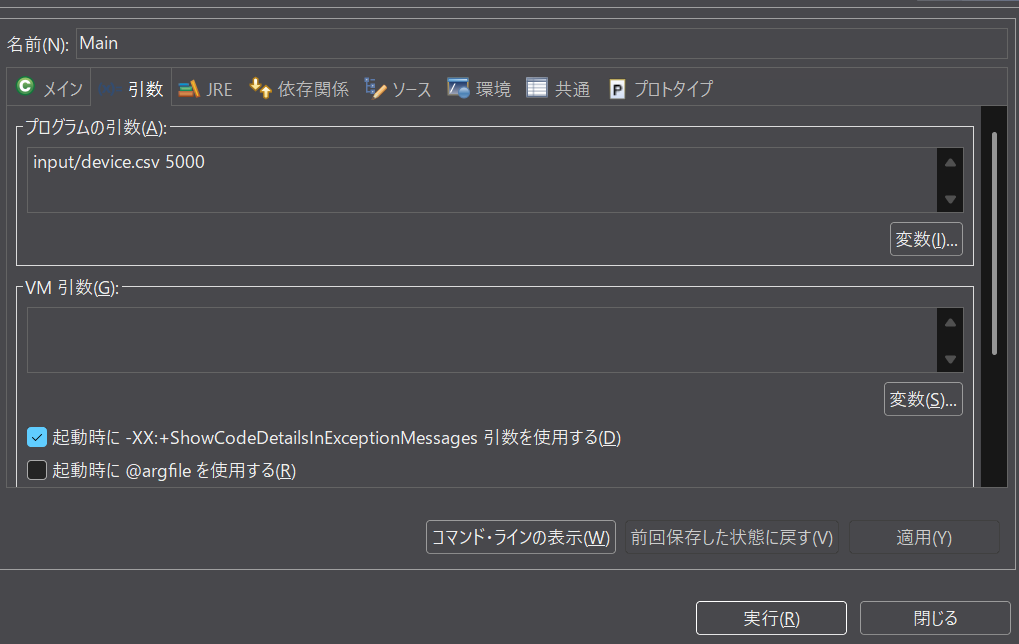 名前(N): Main
メイン 引数 JRE 依存関係 ソース 環境 共通 P プロトタイプ
プログラムの引数(A):
input/device.csv 5000
変数(I)...
VM 引数(G):
変数(S)...
起動時に -XX:+ShowCodeDetailsInExceptionMessages 引数を使用する(D)
起動時に @argfile を使用する(R)
コマンド・ラインの表示(W) 前回保存した状態に戻す(V) 適用(Y)
実行(R) 閉じる